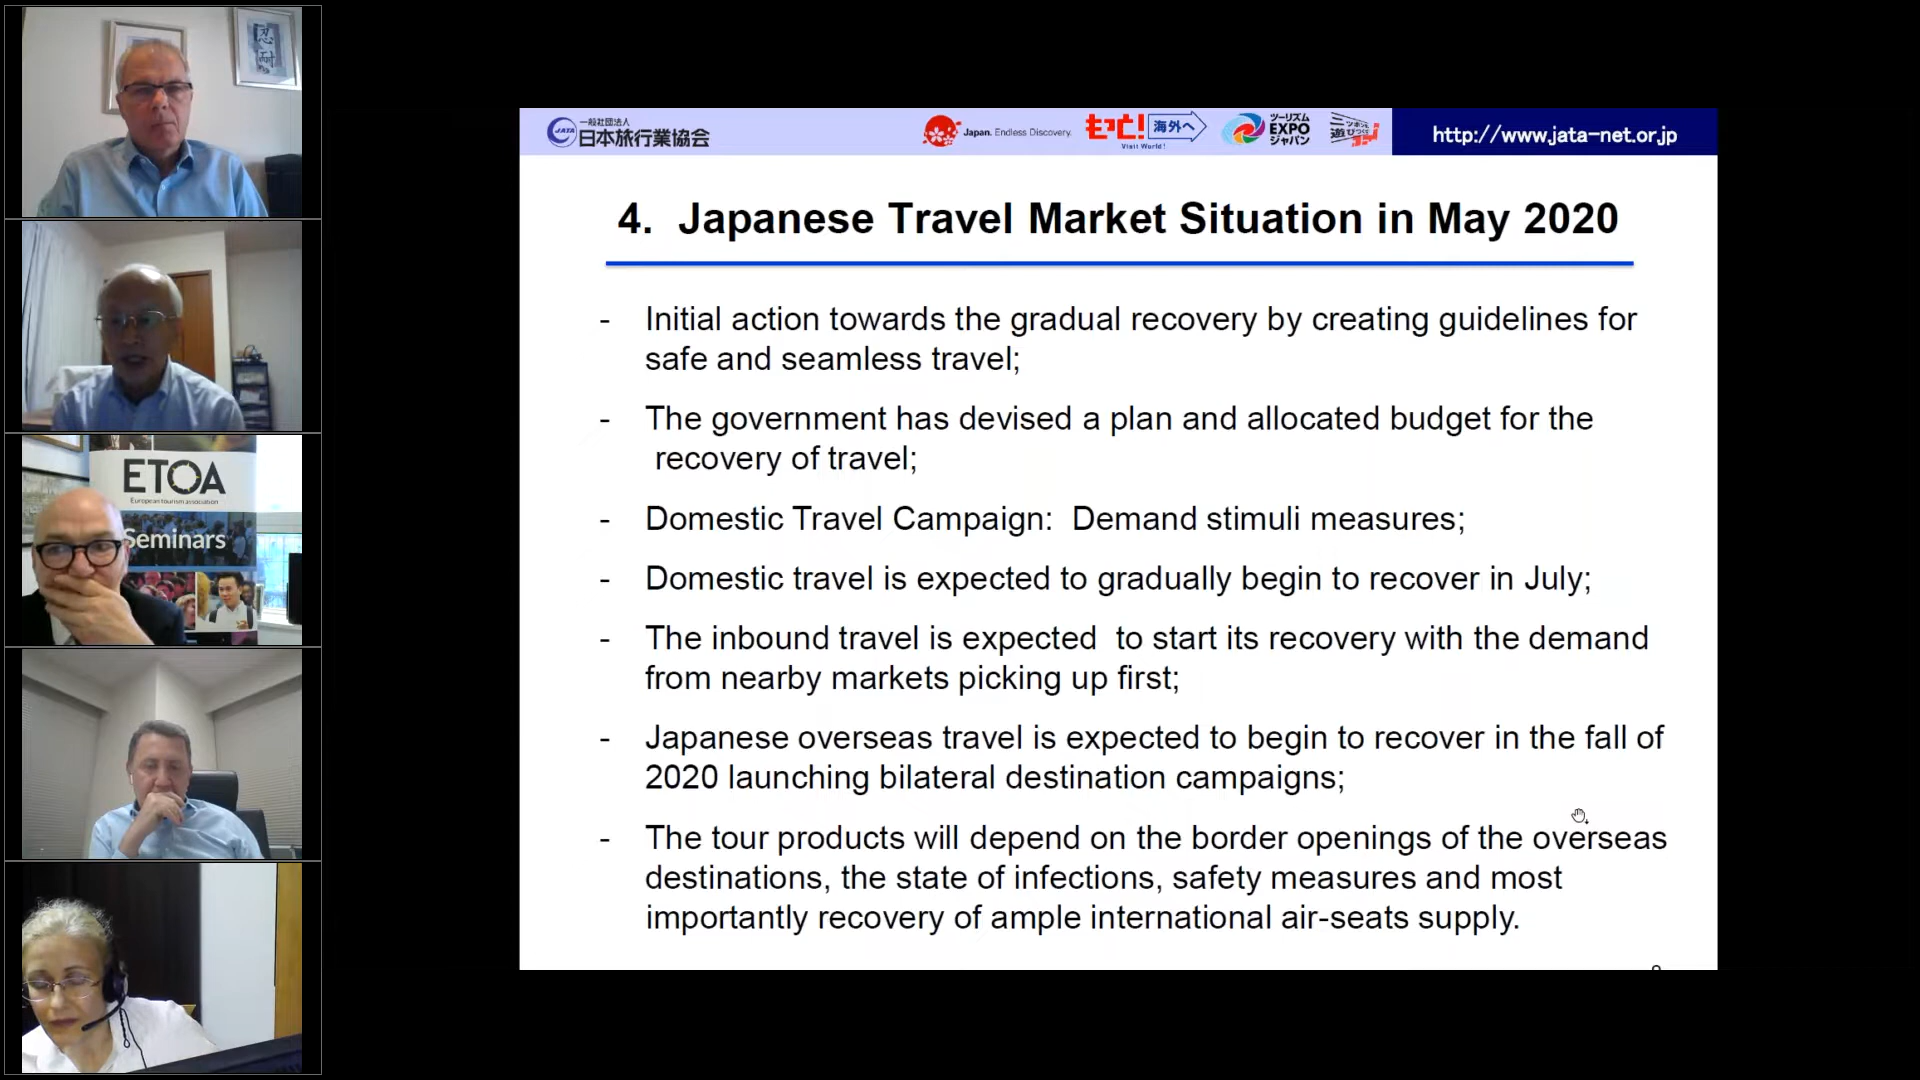 忍
耐
ETOA
European tourism association
Seminars
JATA
一般社団法人
日本旅行業協会
Japan. Endless Discovery.
もっと!
海外へ
Visit World!
ツーリズム
EXPO
ジャパン
http://www.jata-net.or.jp
4. Japanese Travel Market Situation in May 2020
- Initial action towards the gradual recovery by creating guidelines for
safe and seamless travel;
- The government has devised a plan and allocated budget for the
recovery of travel;
- Domestic Travel Campaign: Demand stimuli measures;
- Domestic travel is expected to gradually begin to recover in July;
- The inbound travel is expected to start its recovery with the demand
from nearby markets picking up first;
- Japanese overseas travel is expected to begin to recover in the fall of
2020 launching bilateral destination campaigns;
- The tour products will depend on the border openings of the overseas
destinations, the state of infections, safety measures and most
importantly recovery of ample international air-seats supply.